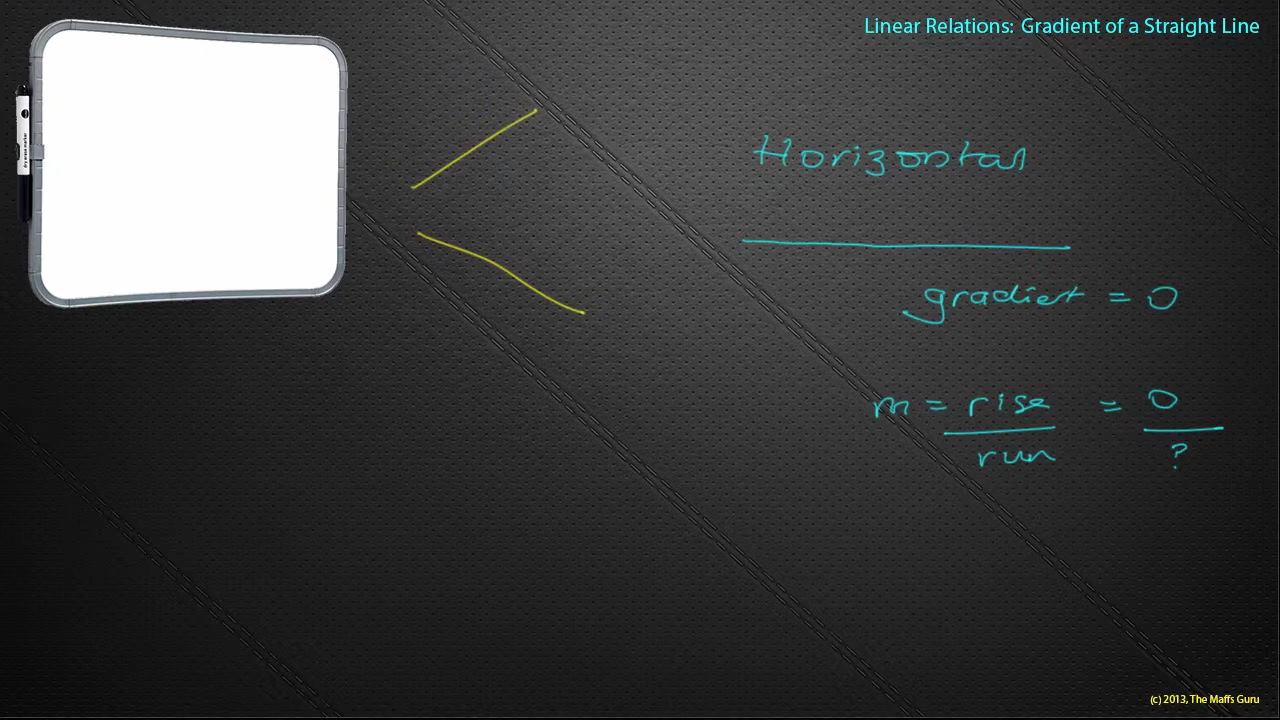 Linear Relations: Gradient of a Straight Line
Horizontal
gradient = 0
m = rise = 0
run ?
(c) 2013, The Maffs Guru